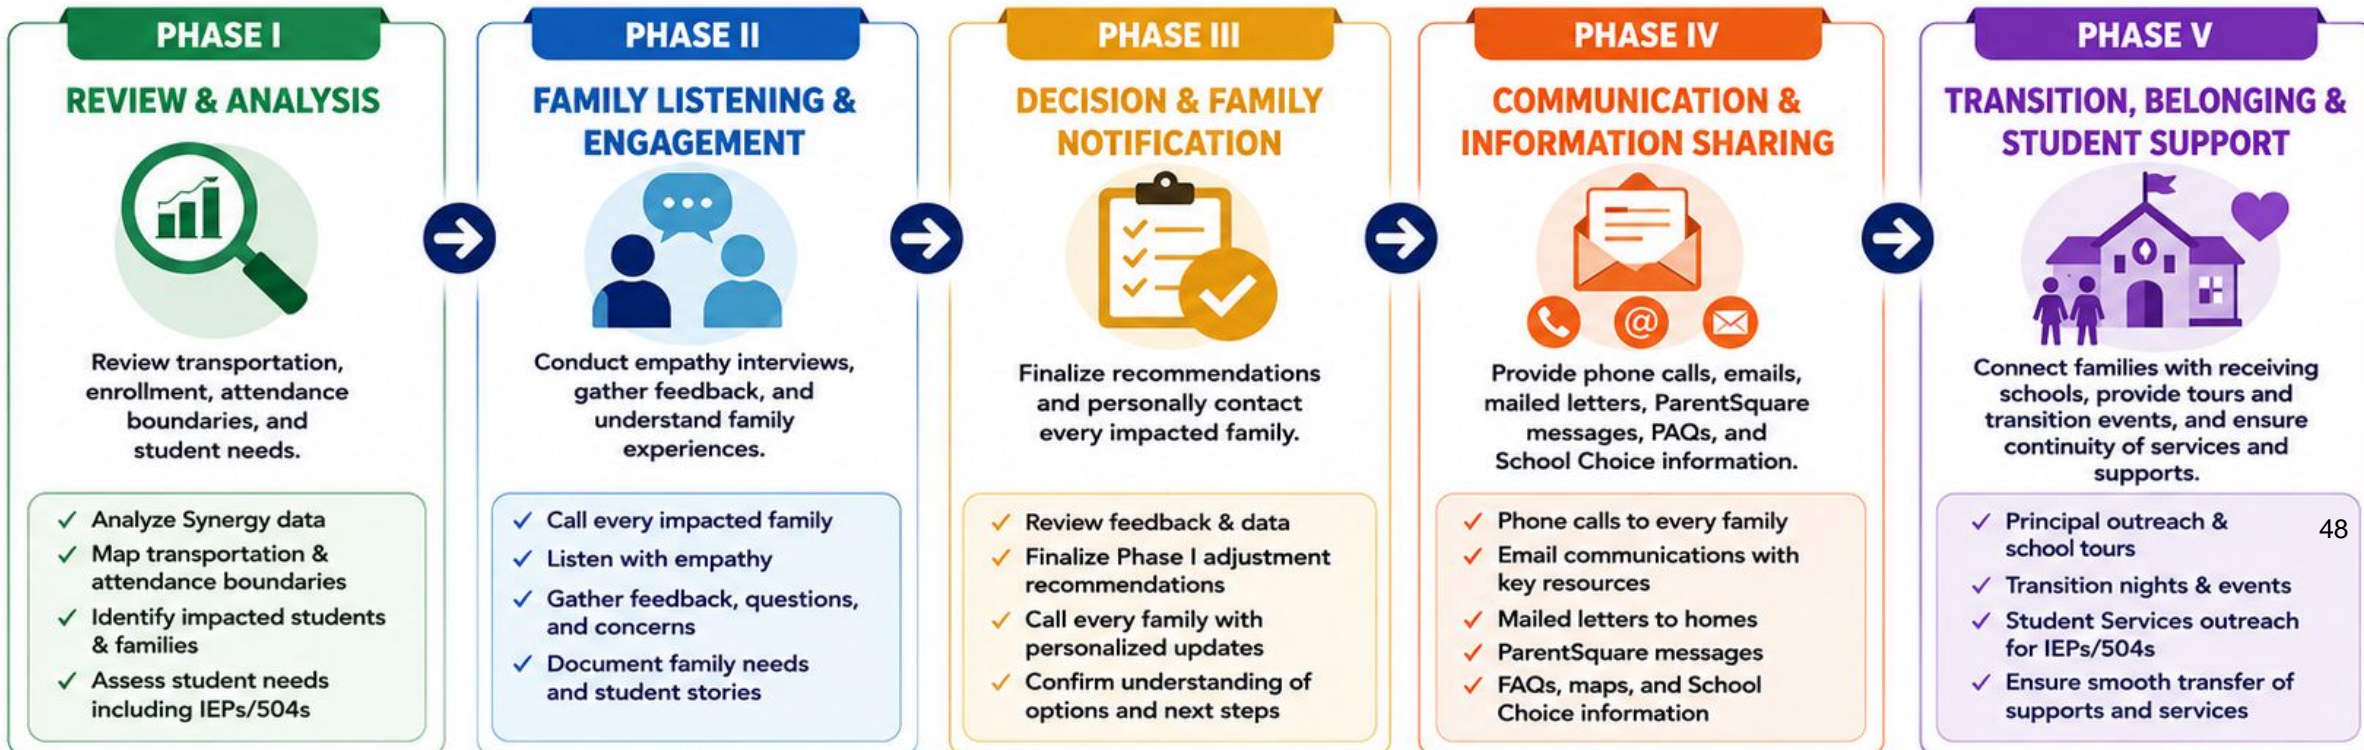 PHASE I
REVIEW & ANALYSIS
Review transportation,
enrollment, attendance
boundaries, and
student needs.
✓ Analyze Synergy data
✓ Map transportation &
attendance boundaries
✓ Identify impacted students
& families
✓ Assess student needs
including IEPs/504s
PHASE II
FAMILY LISTENING &
ENGAGEMENT
Conduct empathy interviews,
gather feedback, and
understand family
experiences.
✓ Call every impacted family
✓ Listen with empathy
✓ Gather feedback, questions,
and concerns
✓ Document family needs
and student stories
PHASE III
DECISION & FAMILY
NOTIFICATION
Finalize recommendations
and personally contact
every impacted family.
✓ Review feedback & data
✓ Finalize Phase I adjustment
recommendations
✓ Call every family with
personalized updates
✓ Confirm understanding of
options and next steps
PHASE IV
COMMUNICATION &
INFORMATION SHARING
@
Provide phone calls, emails,
mailed letters, ParentSquare
messages, PAQs, and
School Choice information.
✓ Phone calls to every family
✓ Email communications with
key resources
✓ Mailed letters to homes
✓ ParentSquare messages
✓ FAQs, maps, and School
Choice information
PHASE V
TRANSITION, BELONGING &
STUDENT SUPPORT
Connect families with receiving
schools, provide tours and
transition events, and ensure
continuity of services and
supports.
✓ Principal outreach &
school tours
✓ Transition nights & events
✓ Student Services outreach
for IEPs/504s
✓ Ensure smooth transfer of
supports and services
48